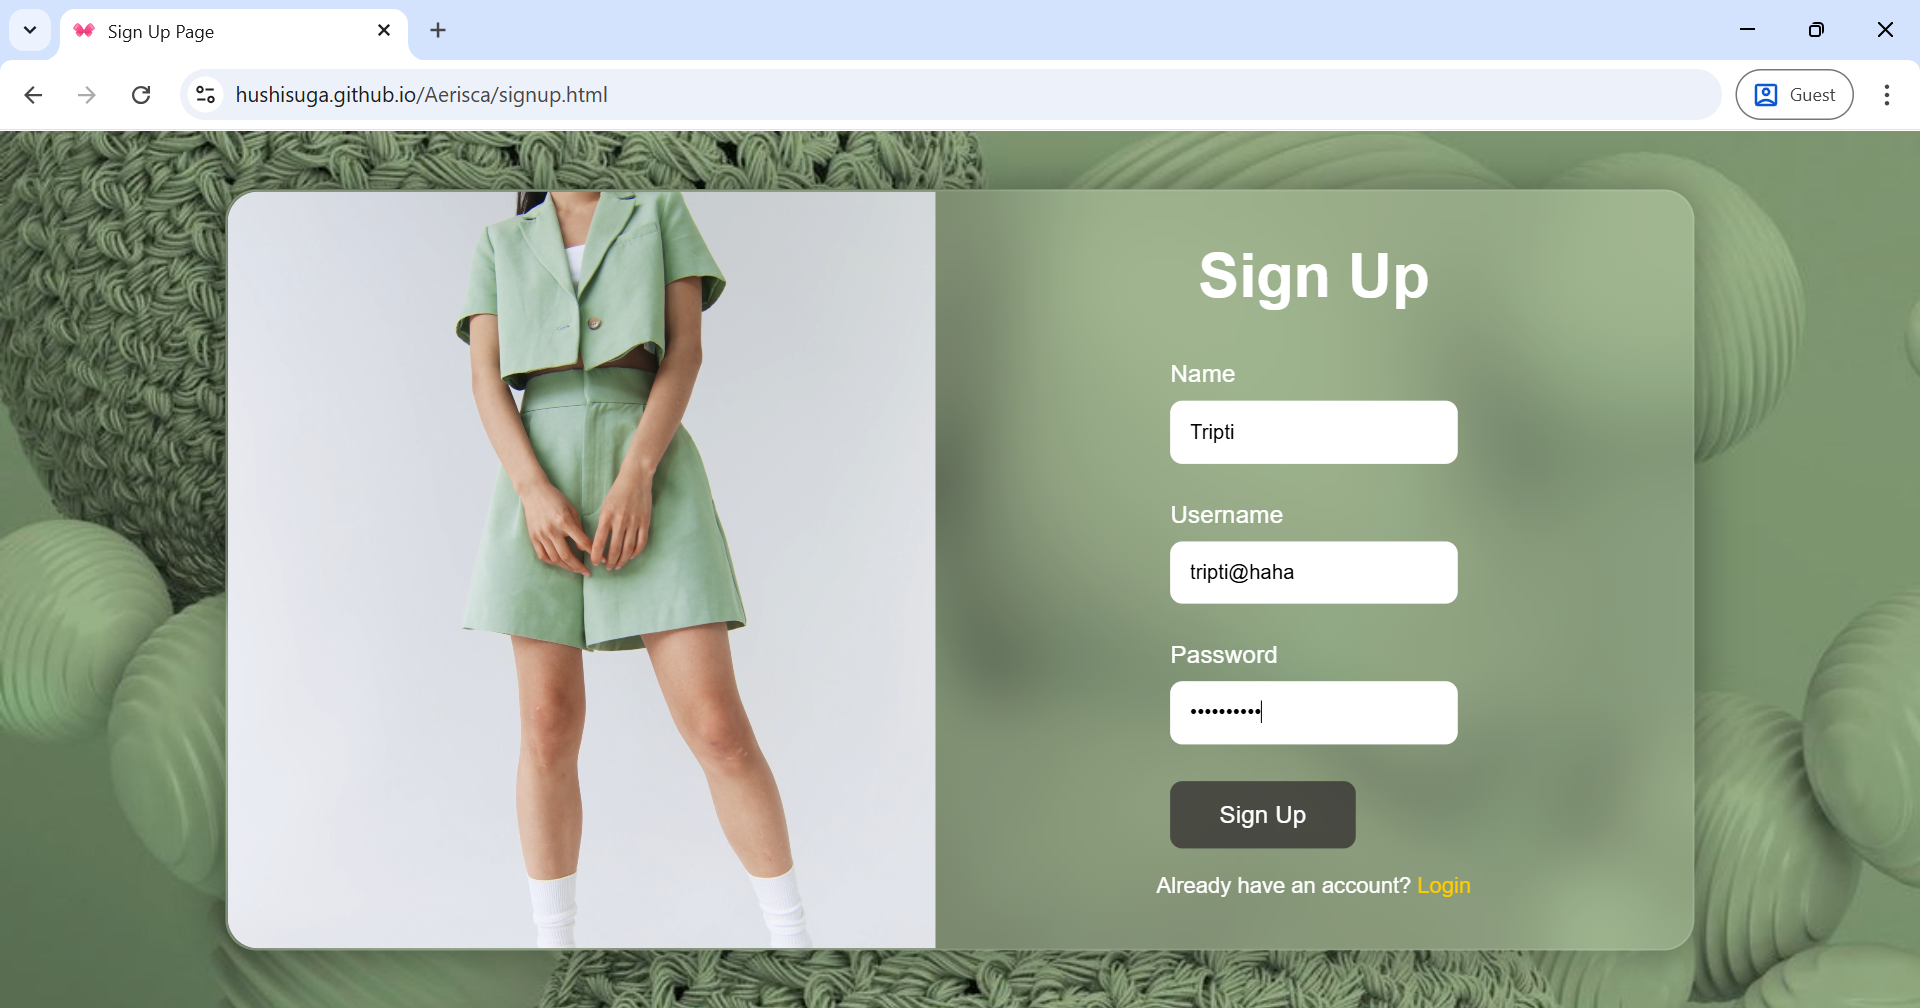 Sign Up Page
hushisuga.github.io/Aerisca/signup.html
Guest
Sign Up
Name
Tripti
Username
tripti@haha
Password
••••••••••
Sign Up
Already have an account? Login